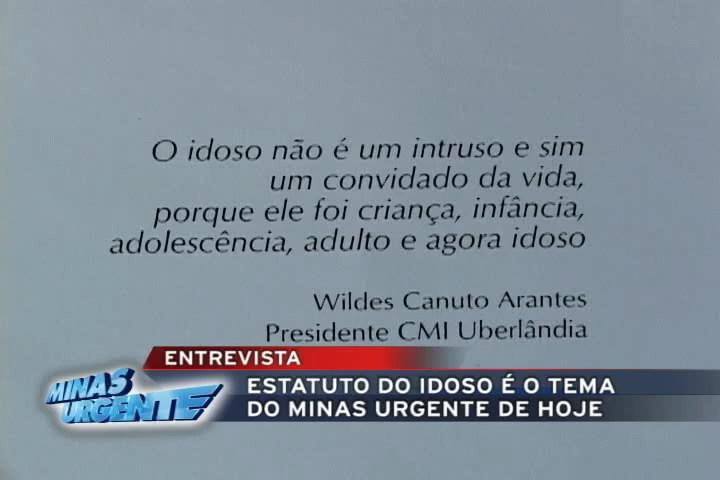 O idoso não é um intruso e sim
um convidado da vida,
porque ele foi criança, infância,
adolescência, adulto e agora idoso
Wildes Canuto Arantes
Presidente CMI Uberlândia
ENTREVISTA
MINAS
URGENTE
ESTATUTO DO IDOSO É O TEMA
DO MINAS URGENTE DE HOJE